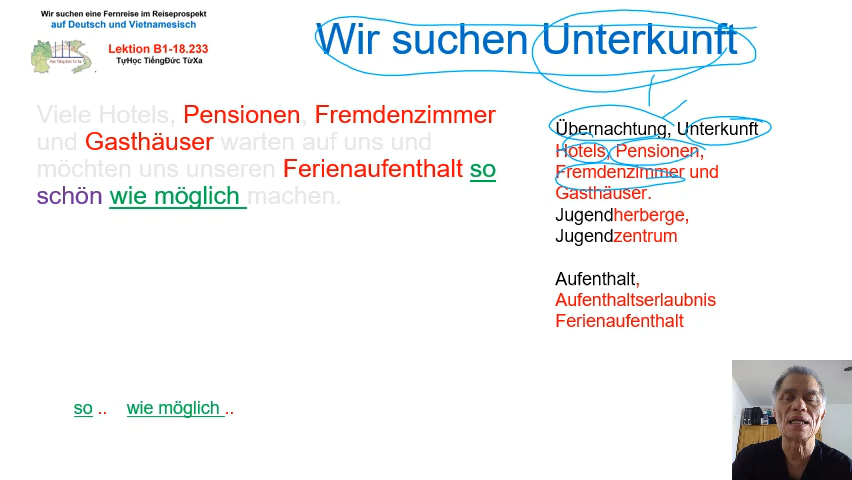 Wir suchen eine Fernreise im Reiseprospekt
auf Deutsch und Vietnamesisch
Lektion B1-18.233
TựHọc TiếngĐức TừXa
Wir suchen Unterkunft
Viele Hotels, Pensionen, Fremdenzimmer
und Gasthäuser warten auf uns und
möchten uns unseren Ferienaufenthalt so
schön wie möglich machen.
so .. wie möglich ..
Übernachtung, Unterkunft
Hotels, Pensionen,
Fremdenzimmer und
Gasthäuser.
Jugendherberge,
Jugendzentrum
Aufenthalt,
Aufenthaltserlaubnis
Ferienaufenthalt